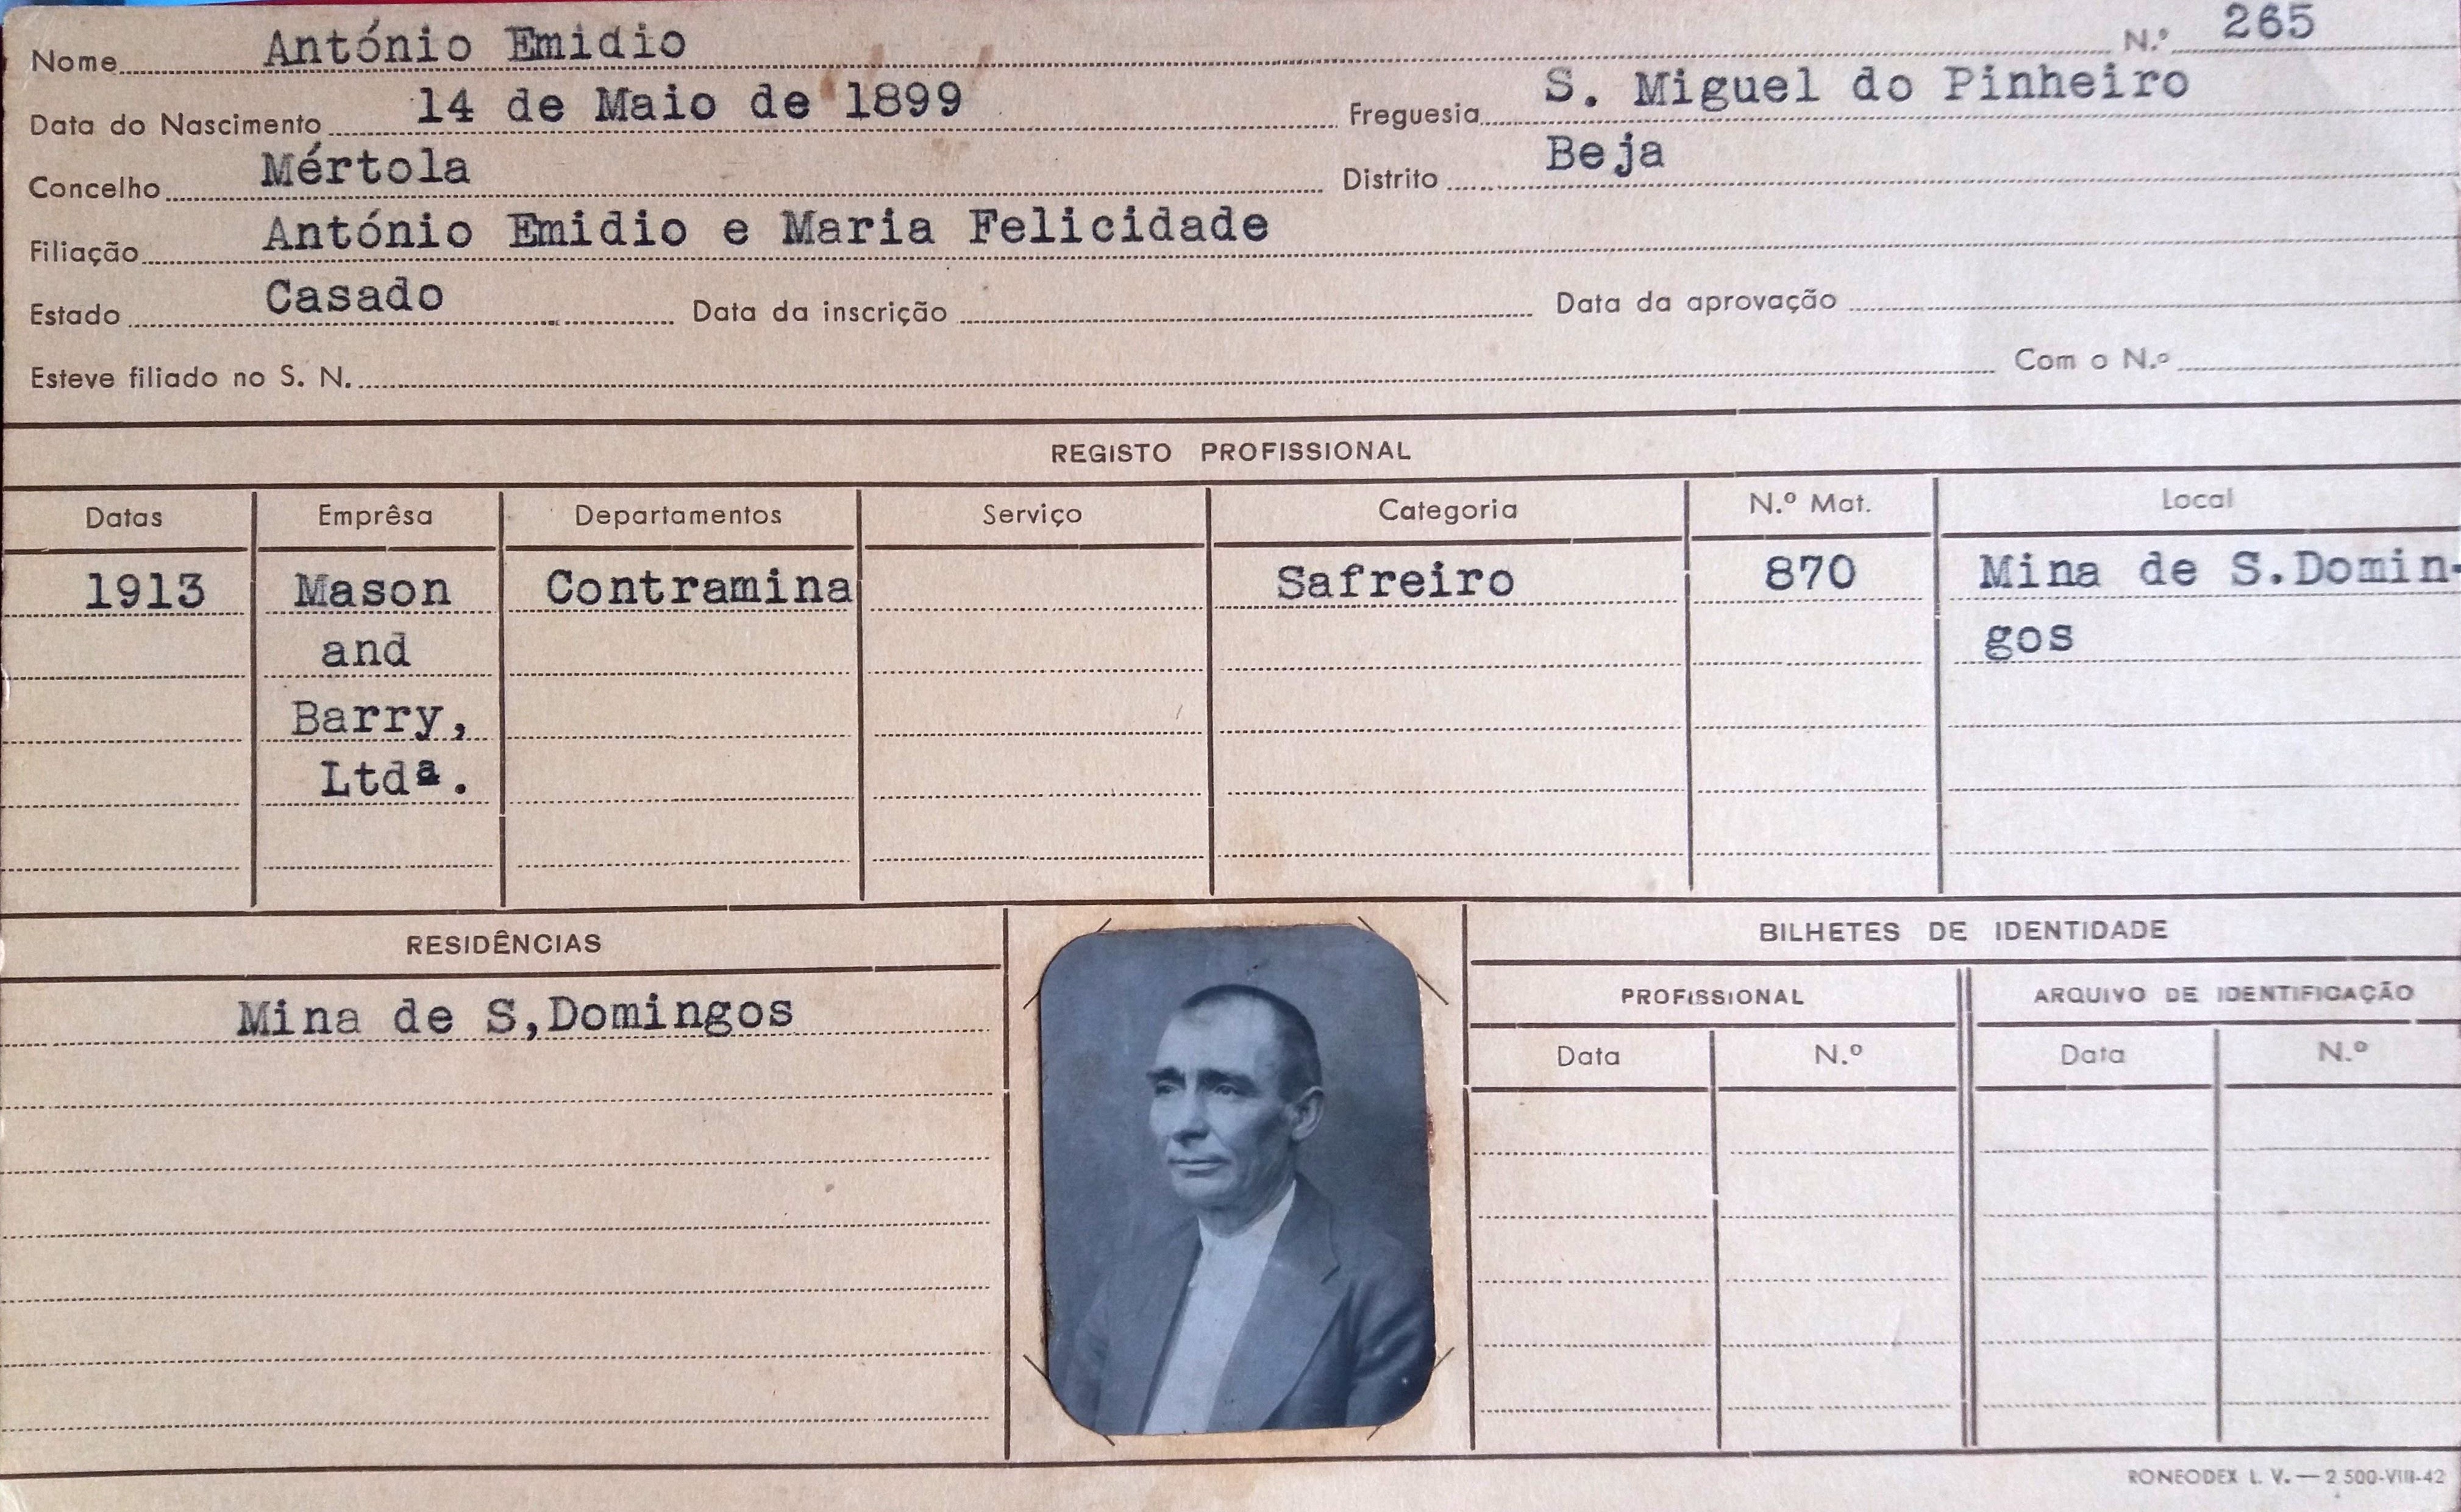 Nome António Emidio N.º 265
Data do Nascimento 14 de Maio de 1899 Freguesia S. Miguel do Pinheiro
Concelho Mértola Distrito Beja
Filiação António Emidio e Maria Felicidade
Estado Casado Data da inscrição Data da aprovação
Esteve filiado no S. N. Com o N.º
REGISTO PROFISSIONAL
Datas Emprêsa Departamentos Serviço Categoria N.º Mat. Local
1913 Mason Contramina Safreiro 870 Mina de S.Domin-
and gos
Barry,
Ltdª.
RESIDÊNCIAS BILHETES DE IDENTIDADE
PROFISSIONAL ARQUIVO DE IDENTIFICAÇÃO
Mina de S,Domingos
Data N.º Data N.º
RONEODEX L. V. — 2 500-VIII-42